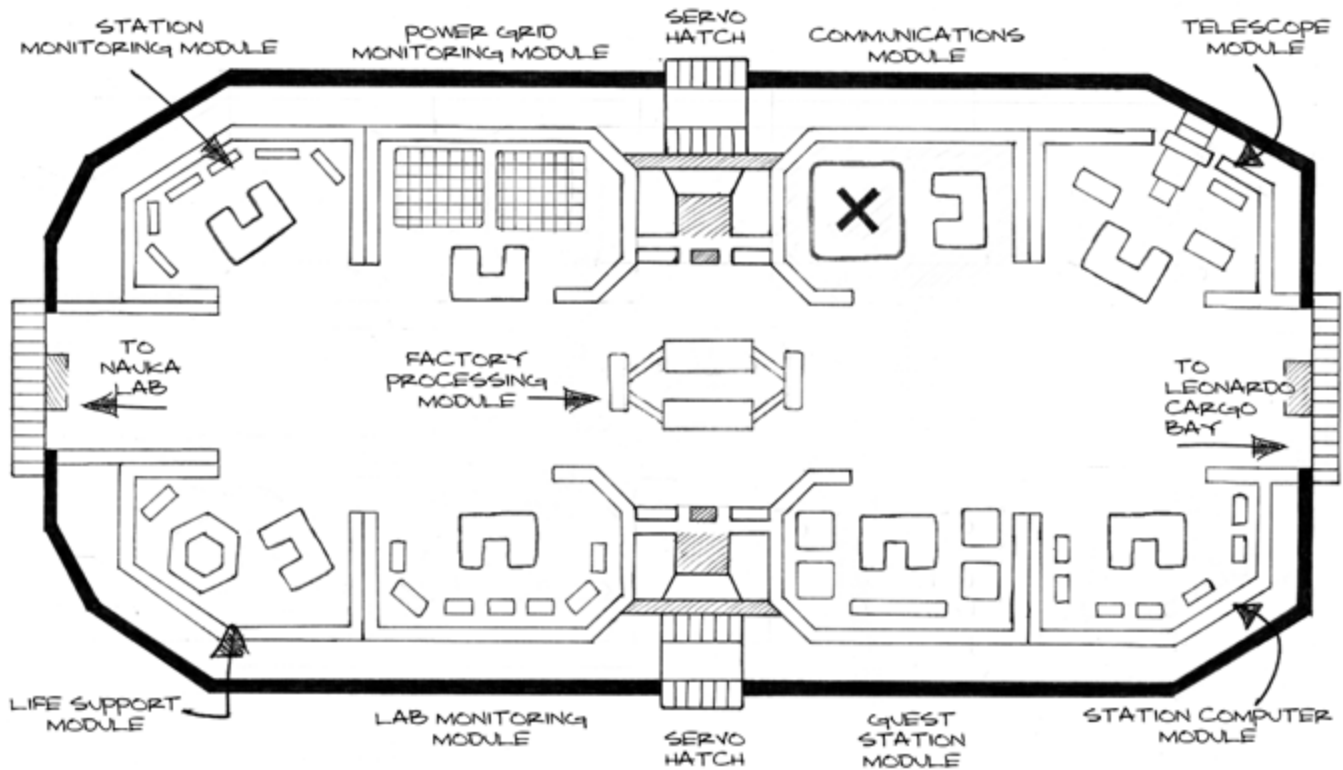 STATION
MONITORING MODULE
POWER GRID
MONITORING MODULE
SERVO
HATCH
COMMUNICATIONS
MODULE
TELESCOPE
MODULE
TO
NAUKA
LAB
FACTORY
PROCESSING
MODULE
TO
LEONARDO
CARGO
BAY
LIFE SUPPORT
MODULE
LAB MONITORING
MODULE
SERVO
HATCH
GUEST
STATION
MODULE
STATION COMPUTER
MODULE